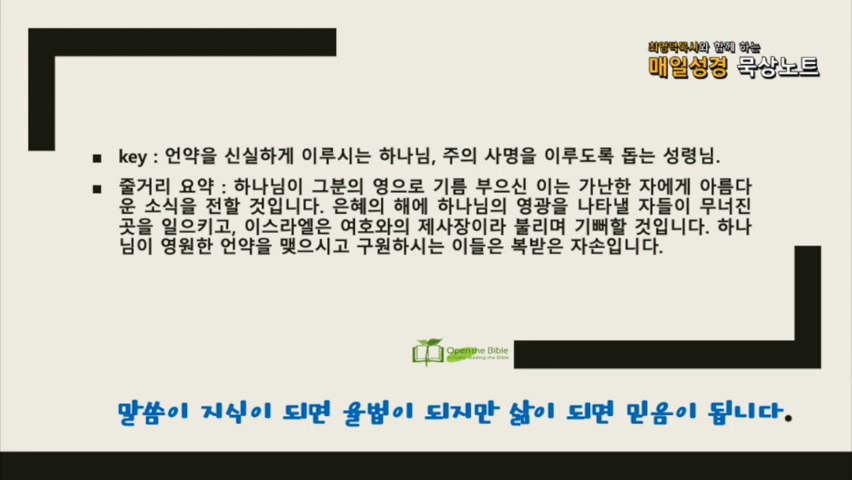 최영덕목사와 함께 하는
매일성경 묵상노트
■ key : 언약을 신실하게 이루시는 하나님, 주의 사명을 이루도록 돕는 성령님.
■ 줄거리 요약 : 하나님이 그분의 영으로 기름 부으신 이는 가난한 자에게 아름다
운 소식을 전할 것입니다. 은혜의 해에 하나님의 영광을 나타낼 자들이 무너진
곳을 일으키고, 이스라엘은 여호와의 제사장이라 불리며 기뻐할 것입니다. 하나
님이 영원한 언약을 맺으시고 구원하시는 이들은 복받은 자손입니다.
Open the Bible
reading the Bible
말씀이 지식이 되면 율법이 되지만 삶이 되면 믿음이 됩니다.